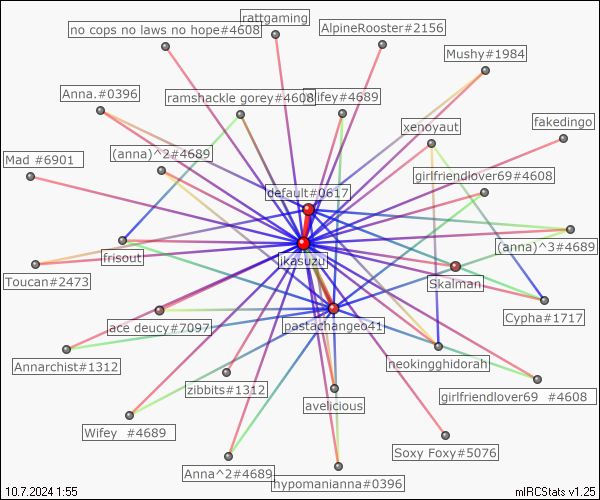 rattgaming
no cops no laws no hope#4608
AlpineRooster#2156
Mushy#1984
Anna.#0396
ramshackle gorey#4608
lifey#4689
xenoyaut
fakedingo
Mad #6901
(anna)^2#4689
girlfriendlover69#4608
default#0617
(anna)^3#4689
frisout
jkasuzu
Toucan#2473
Skalman
Cypha#1717
ace deucy#7097
pastachangeo41
Annarchist#1312
neokingghidorah
zibbits#1312
girlfriendlover69 #4608
avelicious
Wifey #4689
Soxy Foxy#5076
Anna^2#4689
hypomanianna#0396
10.7.2024 1:55
mIRCStats v1.25